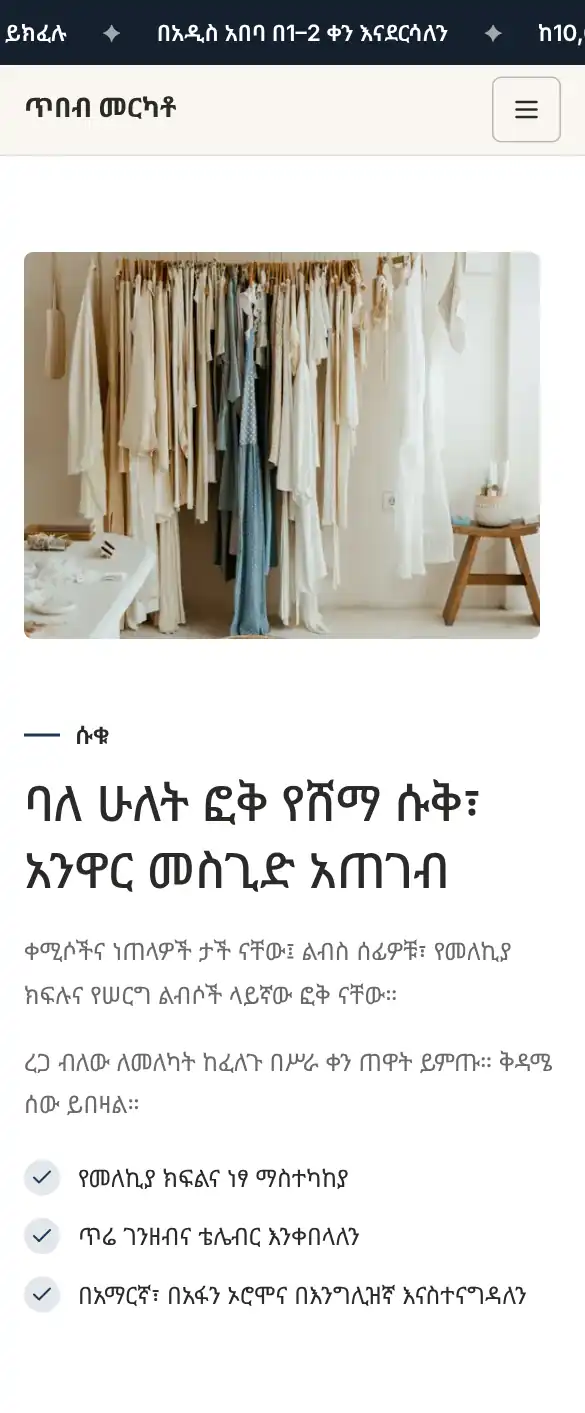 ይክፈሉ ✦ በአዲስ አበባ በ1–2 ቀን እናደርሳለን ✦ ከ10,
ጥበብ መርካቶ
ሱቁ
ባለ ሁለት ፎቅ የሸማ ሱቅ፣
አንዋር መስጊድ አጠገብ
ቀሚሶችና ነጠላዎች ታች ናቸው፤ ልብስ ሰፊዎቹ፣ የመለኪያ
ክፍሉና የሠርግ ልብሶች ላይኛው ፎቅ ናቸው።
ረጋ ብለው ለመለካት ከፈለጉ በሥራ ቀን ጠዋት ይምጡ። ቅዳሜ
ሰው ይበዛል።
የመለኪያ ክፍልና ነፃ ማስተካከያ
ጥሬ ገንዘብና ቴሌብር እንቀበላለን
በአማርኛ፣ በአፋን ኦሮሞና በእንግሊዝኛ እናስተናግዳለን